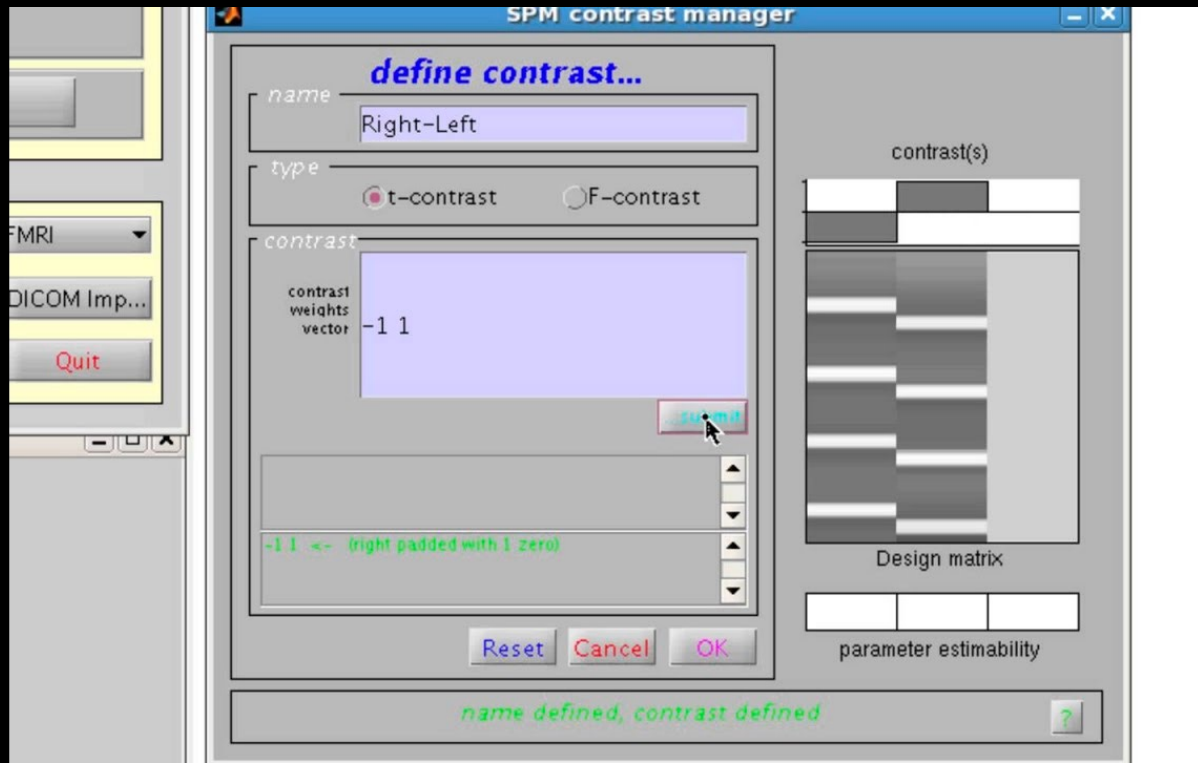 SPM contrast manager
define contrast...
name
Right-Left
contrast(s)
type
t-contrast
F-contrast
FMRI
contrast
DICOM Imp...
contrast
weights
vector
-1 1
Quit
submit
-1 1 <- (right padded with 1 zero)
Design matrix
Reset
Cancel
OK
parameter estimability
name defined, contrast defined
?